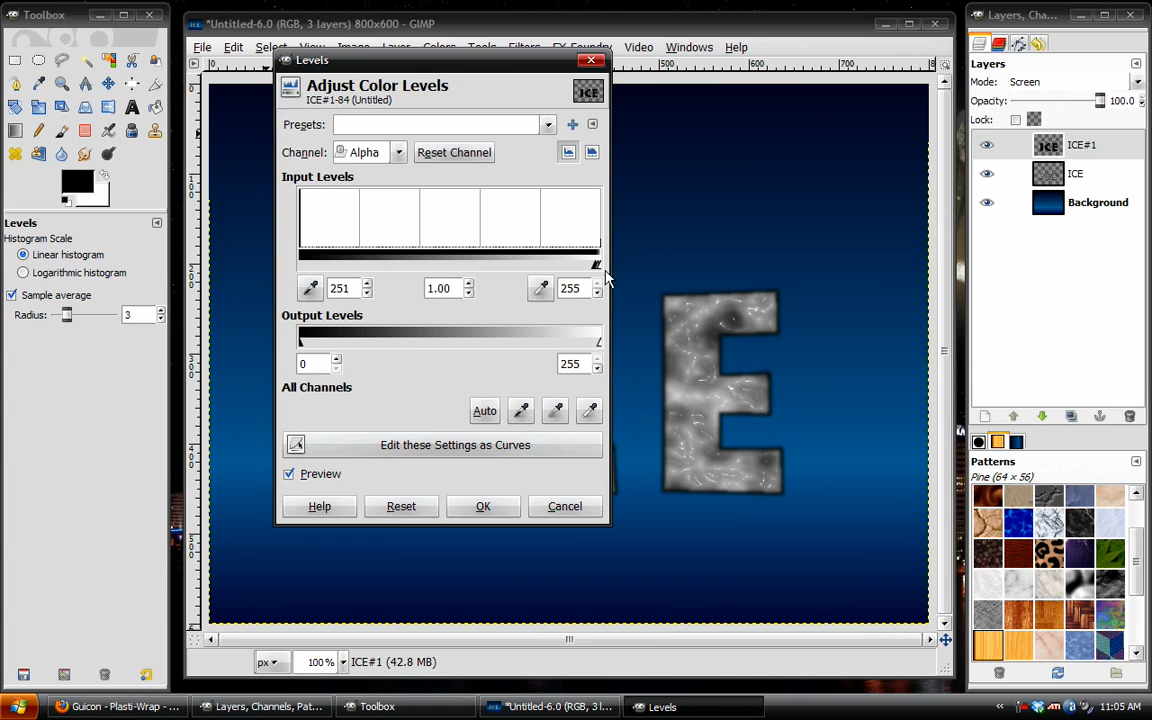 Toolbox
*Untitled-6.0 (RGB, 3 layers) 800x600 - GIMP
Layers, Cha...
File Edit Select View Image Layer Colors Tools Filters FX-Foundry Video Windows Help
Levels
Adjust Color Levels
ICE#1-84 (Untitled)
ICE
Presets:
Channel: Alpha Reset Channel
Input Levels
251 1.00 255
Output Levels
0 255
All Channels
Auto
Edit these Settings as Curves
Preview
Help Reset OK Cancel
Levels
Histogram Scale
Linear histogram
Logarithmic histogram
Sample average
Radius: 3
E
Layers
Mode: Screen
Opacity: 100.0
Lock:
ICE ICE#1
ICE
Background
Patterns
Pine (64 × 56)
px 100 % ICE#1 (42.8 MB)
Guicon - Plasti-Wrap - ...
Layers, Channels, Pat...
Toolbox
*Untitled-6.0 (RGB, 3 l...
Levels
11:05 AM